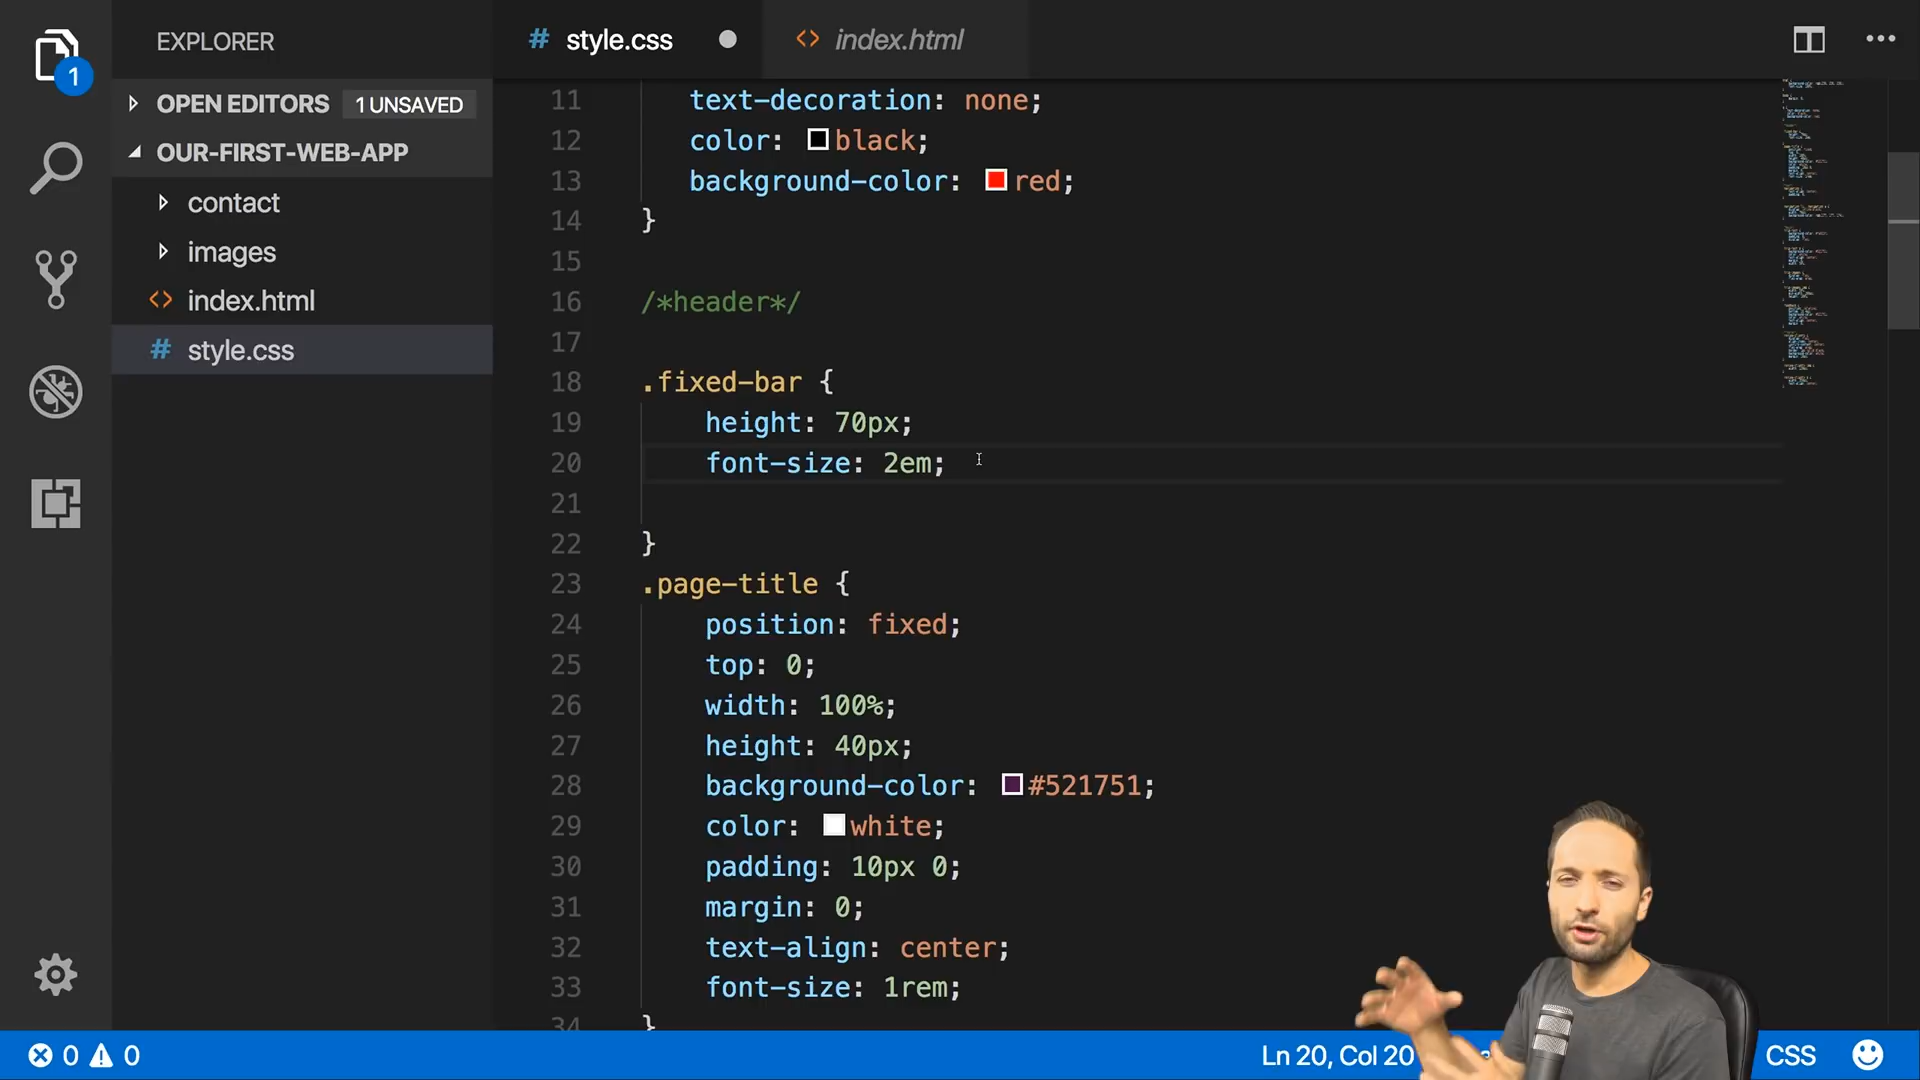 EXPLORER
# style.css
<> index.html
...
1
OPEN EDITORS 1 UNSAVED
OUR-FIRST-WEB-APP
contact
images
<> index.html
# style.css
11 text-decoration: none;
12 color: black;
13 background-color: red;
14 }
15
16 /*header*/
17
18 .fixed-bar {
19 height: 70px;
20 font-size: 2em;
21
22 }
23 .page-title {
24 position: fixed;
25 top: 0;
26 width: 100%;
27 height: 40px;
28 background-color: #521751;
29 color: white;
30 padding: 10px 0;
31 margin: 0;
32 text-align: center;
33 font-size: 1rem;
34 }
0 0 Ln 20, Col 20 CSS